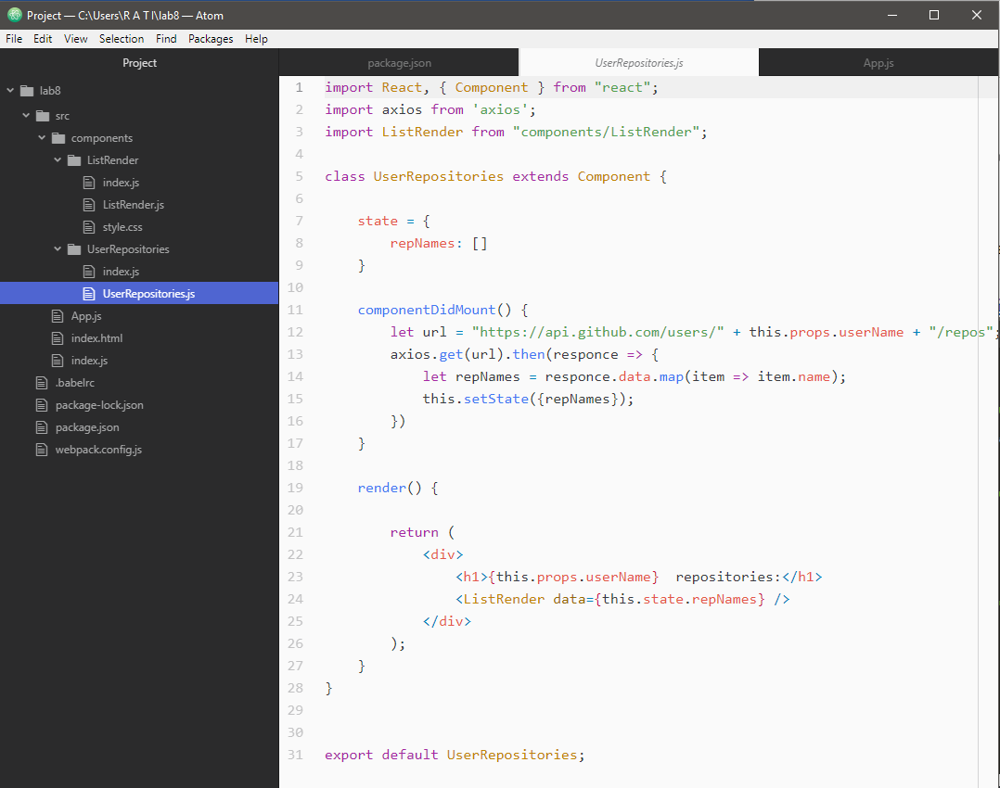 Project — C:\Users\R A T I\lab8 — Atom
File Edit View Selection Find Packages Help
Project
lab8
src
components
ListRender
index.js
ListRender.js
style.css
UserRepositories
index.js
UserRepositories.js
App.js
index.html
index.js
.babelrc
package-lock.json
package.json
webpack.config.js
package.json UserRepositories.js App.js
1 import React, { Component } from "react";
2 import axios from 'axios';
3 import ListRender from "components/ListRender";
4
5 class UserRepositories extends Component {
6
7     state = {
8         repNames: []
9     }
10
11     componentDidMount() {
12         let url = "https://api.github.com/users/" + this.props.userName + "/repos";
13         axios.get(url).then(responce => {
14             let repNames = responce.data.map(item => item.name);
15             this.setState({repNames});
16         })
17     }
18
19     render() {
20
21         return (
22             <div>
23                 <h1>{this.props.userName}  repositories:</h1>
24                 <ListRender data={this.state.repNames} />
25             </div>
26         );
27     }
28 }
29
30
31 export default UserRepositories;